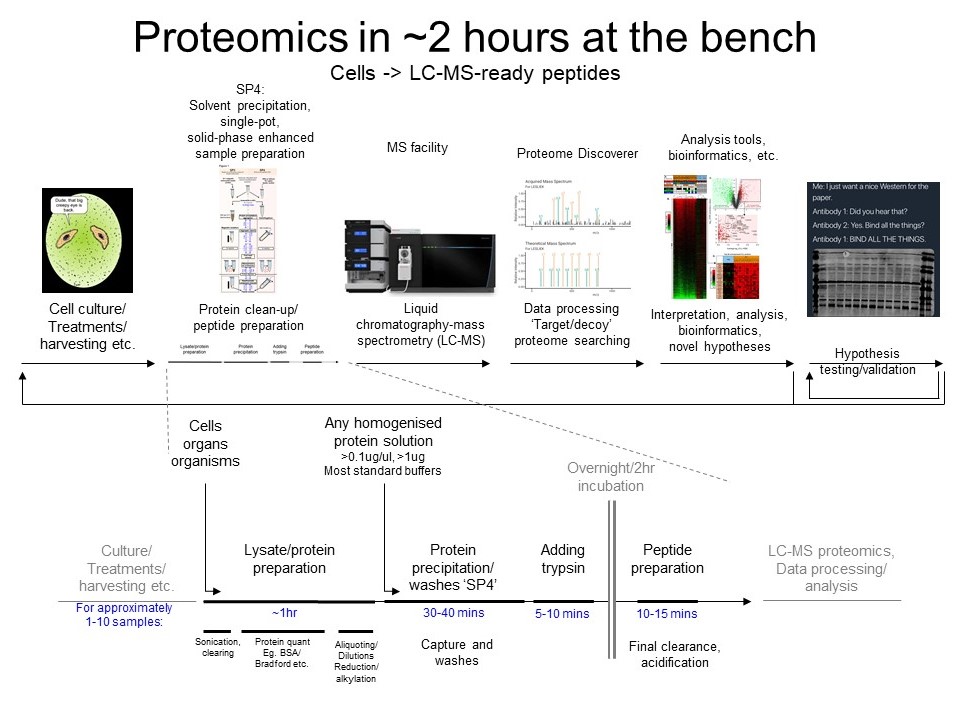 Proteomics in ~2 hours at the bench
Cells -> LC-MS-ready peptides
SP4:
Solvent precipitation,
single-pot,
solid-phase enhanced
sample preparation
MS facility
Proteome Discoverer
Analysis tools,
bioinformatics, etc.
Dude, that big
creepy eye is
back.
Acquired Mass Spectrum
Theoretical Mass Spectrum
Me: I just want a nice Western for the
paper.
Antibody 1: Did you hear that?
Antibody 2: Yes. Bind all the things?
Antibody 1: BIND ALL THE THINGS.
Cell culture/
Treatments/
harvesting etc.
Protein clean-up/
peptide preparation
Liquid
chromatography-mass
spectrometry (LC-MS)
Data processing
‘Target/decoy’
proteome searching
Interpretation, analysis,
bioinformatics,
novel hypotheses
Hypothesis
testing/validation
Lysate/protein
preparation
Protein
precipitation
Adding
trypsin
Peptide
preparation
Cells
organs
organisms
Any homogenised
protein solution
>0.1ug/ul, >1ug
Most standard buffers
Overnight/2hr
incubation
Culture/
Treatments/
harvesting etc.
Lysate/protein
preparation
Protein
precipitation/
washes ‘SP4’
Adding
trypsin
Peptide
preparation
LC-MS proteomics,
Data processing/
analysis
For approximately
1-10 samples:
~1hr
30-40 mins
5-10 mins
10-15 mins
Sonication,
clearing
Protein quant
Eg. BSA/
Bradford etc.
Aliquoting/
Dilutions
Reduction/
alkylation
Capture and
washes
Final clearance,
acidification